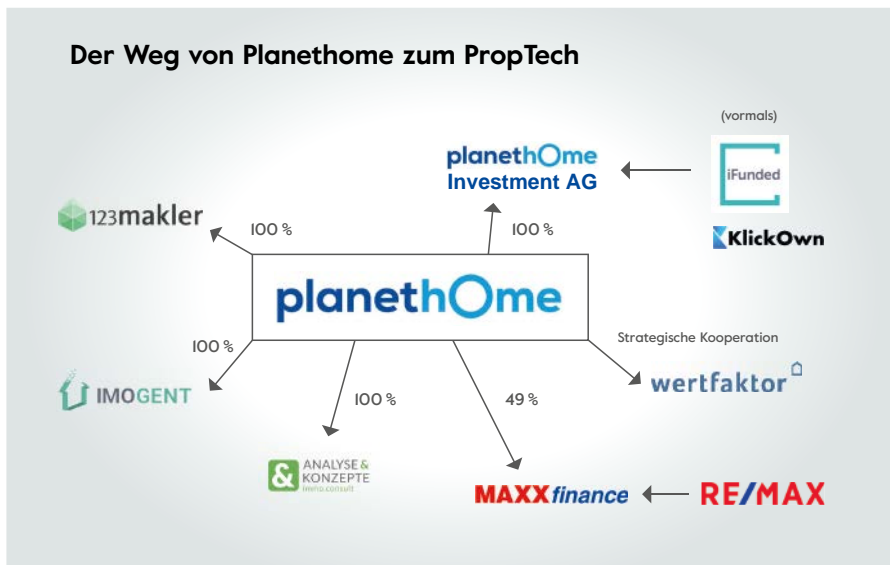 Der Weg von Planethome zum PropTech
(vormals)
planethOme
Investment AG
iFunded
KlickOwn
123makler
100 %
100 %
planethOme
Strategische Kooperation
wertfaktor
100 %
IMOGENT
100 %
49 %
&
ANALYSE &
KONZEPTE
immo.consult
MAXXfinance
RE/MAX